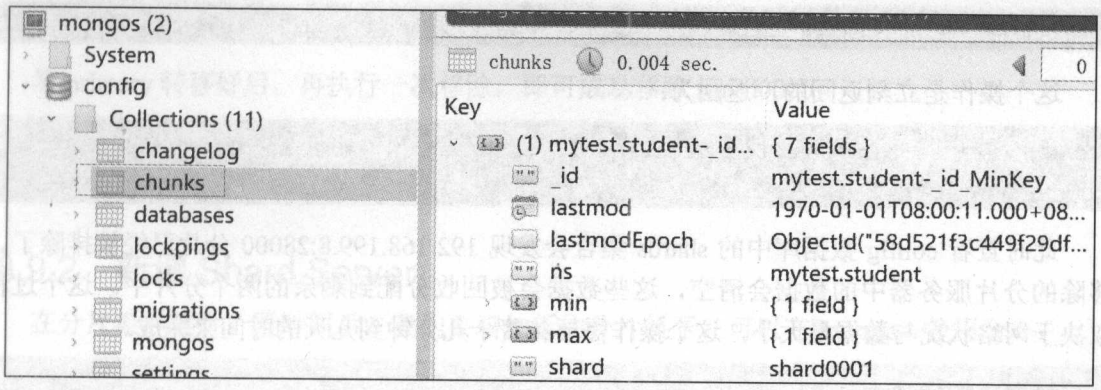 mongos (2)
System
config
Collections (11)
changelog
chunks
databases
lockpings
locks
migrations
mongos
settings
chunks 0.004 sec.
0
Key Value
(1) mytest.student-_id... { 7 fields }
_id mytest.student-_id_MinKey
lastmod 1970-01-01T08:00:11.000+08...
lastmodEpoch ObjectId("58d521f3c449f29df...
ns mytest.student
min { 1 field }
max { 1 field }
shard shard0001